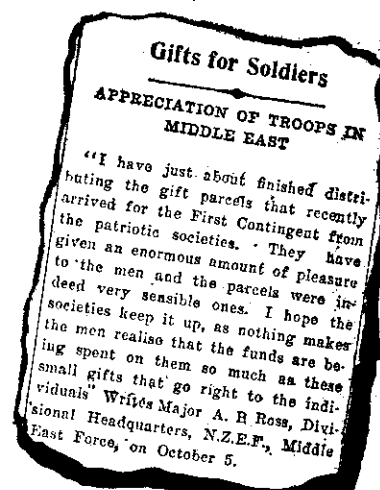 Gifts for Soldiers
APPRECIATION OF TROOPS IN
MIDDLE EAST
"I have just about finished distri-
buting the gift parcels that recently
arrived for the First Contingent from
the patriotic societies. They have
given an enormous amount of pleasure
to the men and the parcels were in-
deed very sensible ones. I hope the
societies keep it up, as nothing makes
the men realise that the funds are be-
ing spent on them so much as these
small gifts that go right to the indi-
viduals" Writes Major A. R Ross, Divi-
sional Headquarters, N.Z.E.F., Middle
East Force, on October 5.